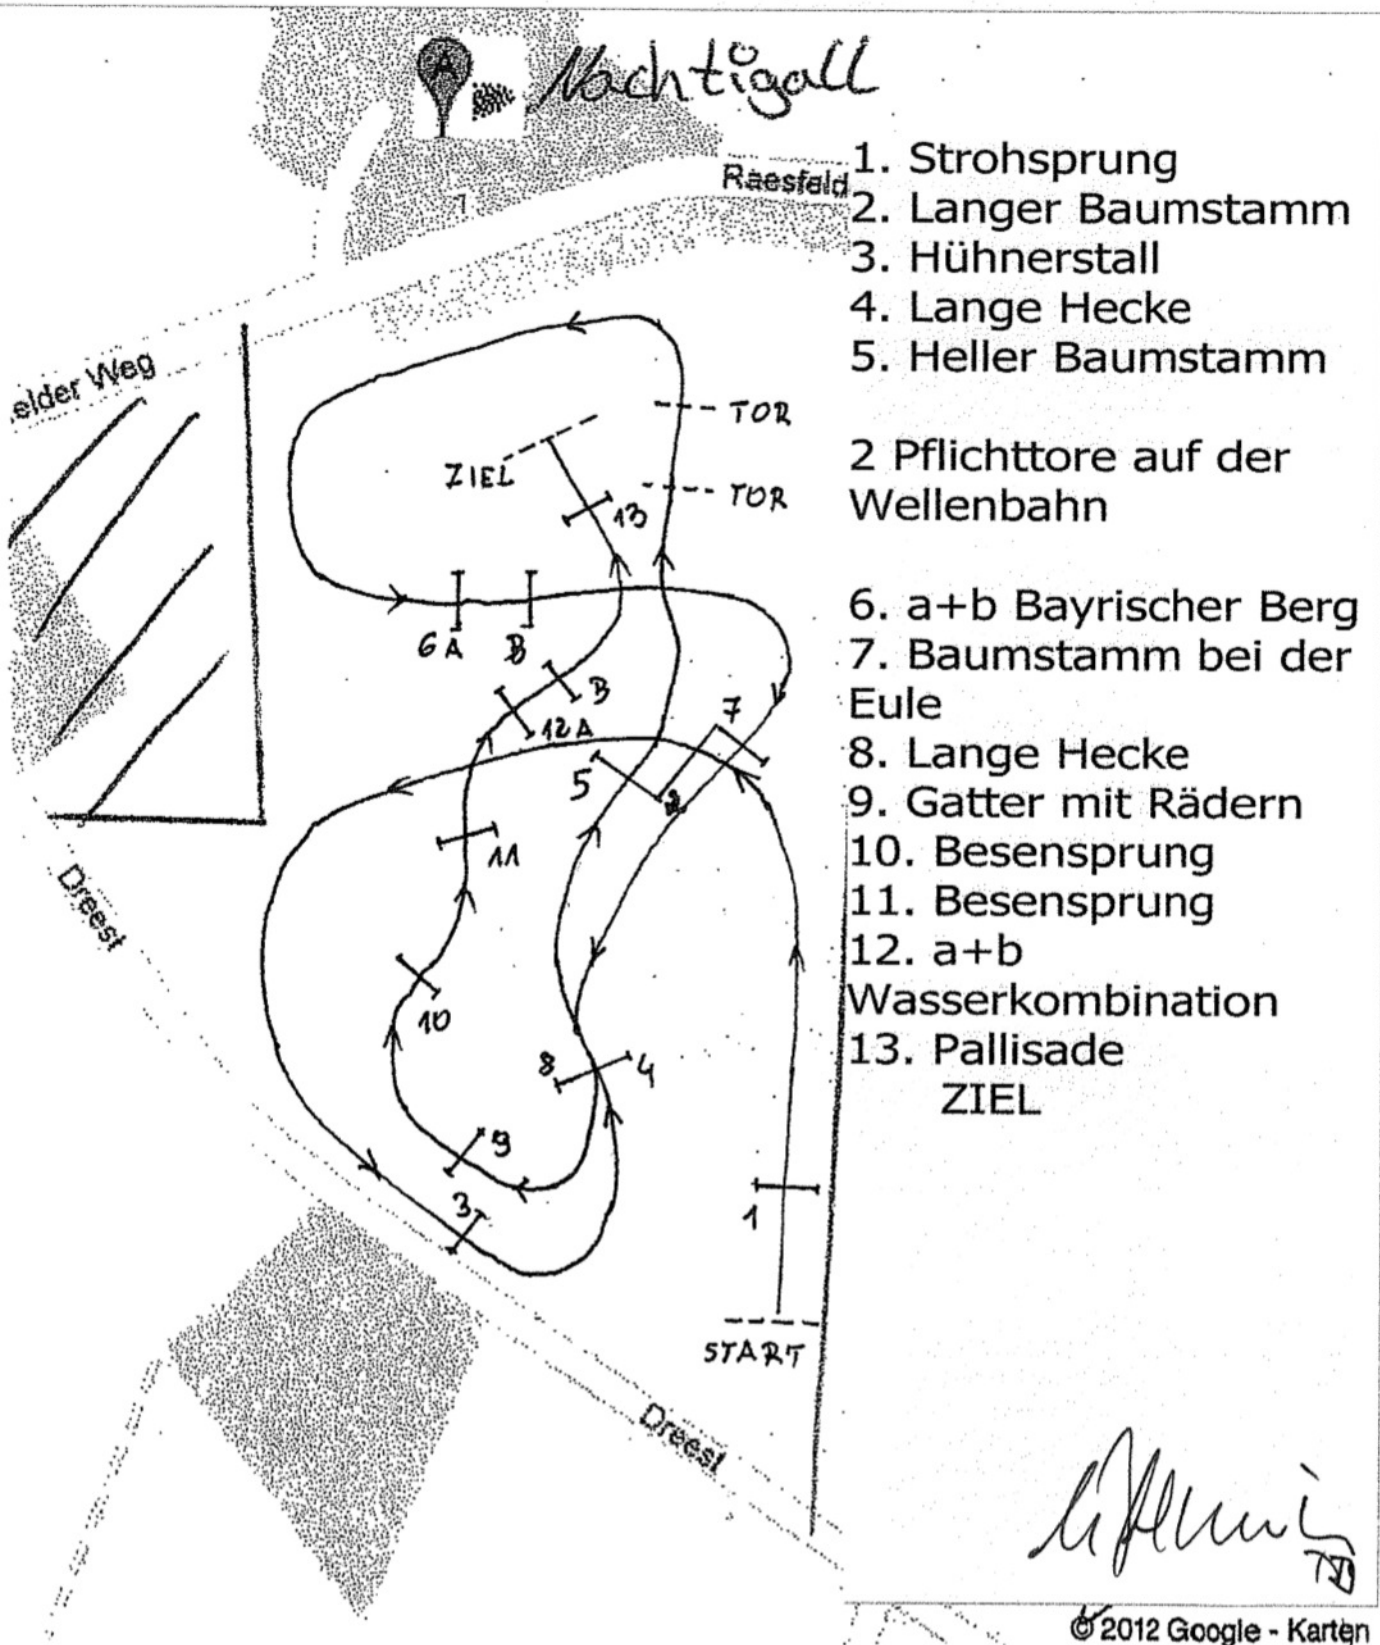 A
Nachtigall
Raesfeld
elder Weg
1. Strohsprung
2. Langer Baumstamm
3. Hühnerstall
4. Lange Hecke
5. Heller Baumstamm
2 Pflichttore auf der
Wellenbahn
6. a+b Bayrischer Berg
7. Baumstamm bei der
Eule
8. Lange Hecke
9. Gatter mit Rädern
10. Besensprung
11. Besensprung
12. a+b
Wasserkombination
13. Pallisade
ZIEL
TOR
ZIEL
TOR
13
6A B
B
12A
7
5
2
11
Dreest
10
8 4
9
3
1
START
Dreest
TD
© 2012 Google - Karten